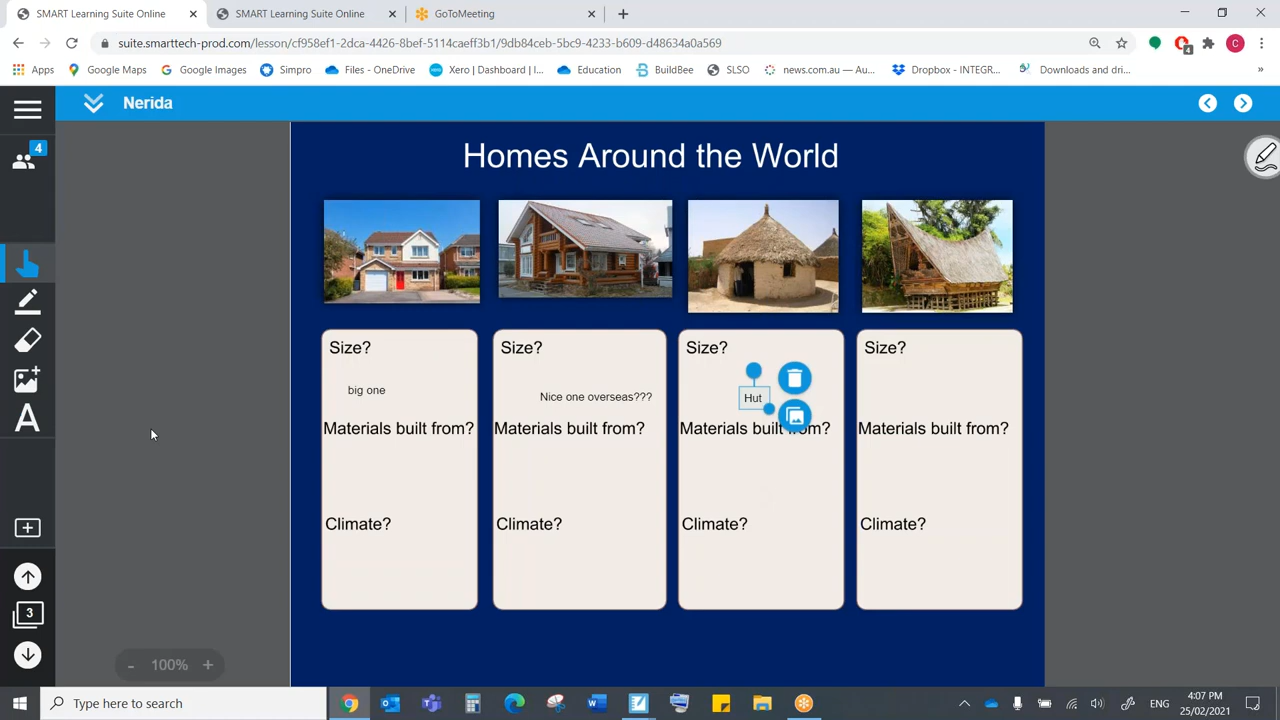 SMART Learning Suite Online
SMART Learning Suite Online
GoToMeeting
suite.smarttech-prod.com/lesson/cf958ef1-2dca-4426-8bef-5114caeff3b1/9db84ceb-5bc9-4233-b609-d48634a0a569
4
C
Apps
Google Maps
Google Images
Simpro
Files - OneDrive
Xero | Dashboard | I...
Education
BuildBee
SLSO
news.com.au — Au...
Dropbox - INTEGR...
Downloads and dri...
»
Nerida
4
Homes Around the World
Size?
big one
Materials built from?
Climate?
Size?
Nice one overseas???
Materials built from?
Climate?
Size?
Hut
Materials built from?
Climate?
Size?
Materials built from?
Climate?
A
3
- 100% +
Type here to search
ENG
4:07 PM
25/02/2021